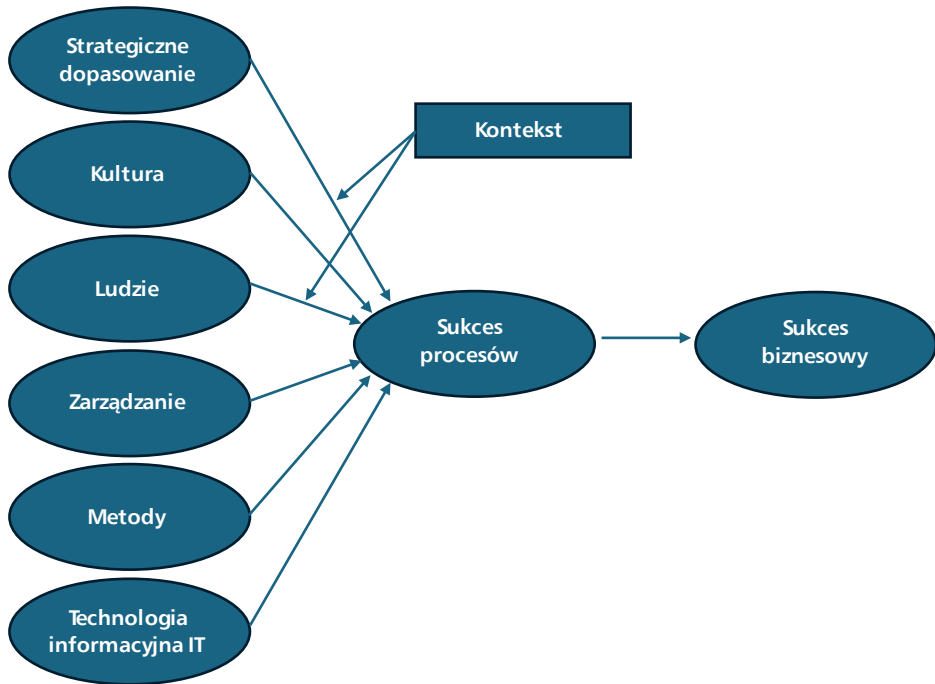 Strategiczne
dopasowanie
Kontekst
Kultura
Ludzie
Sukces
procesów
Sukces
biznesowy
Zarządzanie
Metody
Technologia
informacyjna IT